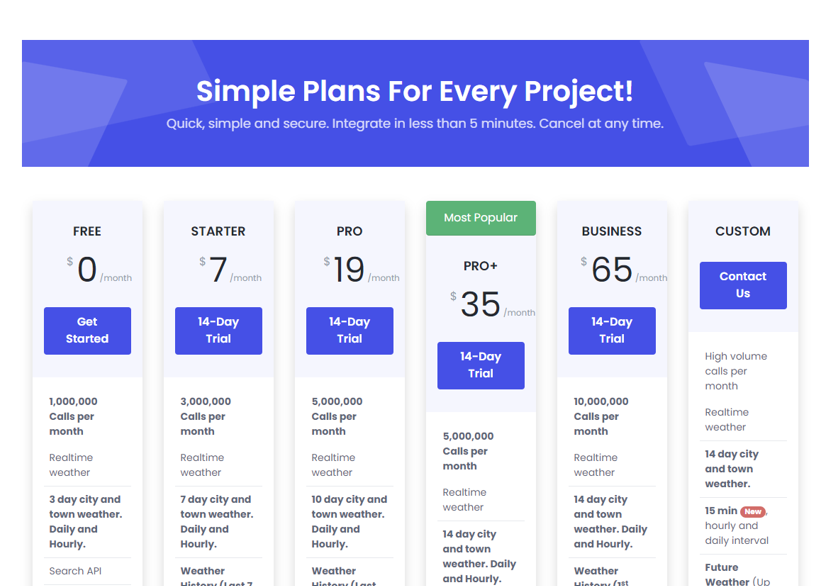 Simple Plans For Every Project!
Quick, simple and secure. Integrate in less than 5 minutes. Cancel at any time.
FREE
$ 0 /month
Get
Started
1,000,000
Calls per
month
Realtime
weather
3 day city and
town weather.
Daily and
Hourly.
Search API
STARTER
$ 7 /month
14-Day
Trial
3,000,000
Calls per
month
Realtime
weather
7 day city and
town weather.
Daily and
Hourly.
Weather
History (Last 7
PRO
$ 19 /month
14-Day
Trial
5,000,000
Calls per
month
Realtime
weather
10 day city and
town weather.
Daily and
Hourly.
Weather
History (Last
Most Popular
PRO+
$ 35 /month
14-Day
Trial
5,000,000
Calls per
month
Realtime
weather
14 day city
and town
weather. Daily
and Hourly.
BUSINESS
$ 65 /month
14-Day
Trial
10,000,000
Calls per
month
Realtime
weather
14 day city
and town
weather. Daily
and Hourly.
Weather
History (1st
CUSTOM
Contact
Us
High volume
calls per
month
Realtime
weather
14 day city
and town
weather.
15 min New,
hourly and
daily interval
Future
Weather (Up